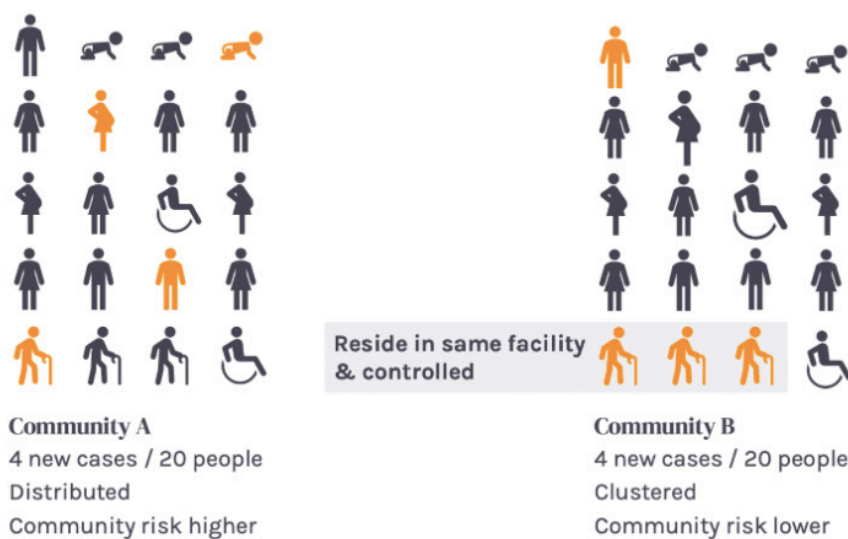 Reside in same facility
& controlled
Community A
4 new cases / 20 people
Distributed
Community risk higher
Community B
4 new cases / 20 people
Clustered
Community risk lower